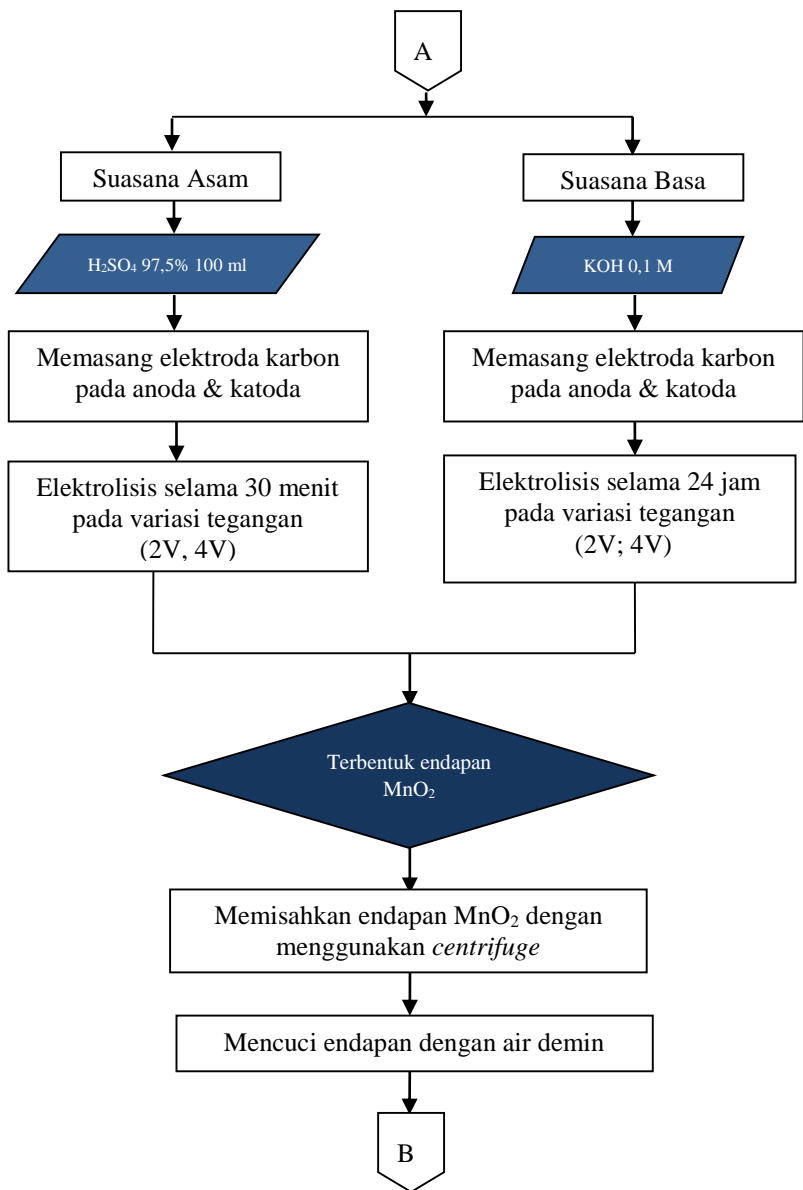 A
Suasana Asam
H₂SO₄ 97,5% 100 ml
Memasang elektroda karbon
pada anoda & katoda
Elektrolisis selama 30 menit
pada variasi tegangan
(2V, 4V)
Suasana Basa
KOH 0,1 M
Memasang elektroda karbon
pada anoda & katoda
Elektrolisis selama 24 jam
pada variasi tegangan
(2V; 4V)
Terbentuk endapan
MnO₂
Memisahkan endapan MnO₂ dengan
menggunakan centrifuge
Mencuci endapan dengan air demin
B